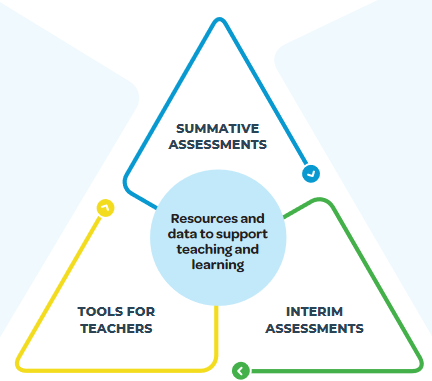 SUMMATIVE
ASSESSMENTS
Resources and
data to support
teaching and
learning
TOOLS FOR
TEACHERS
INTERIM
ASSESSMENTS